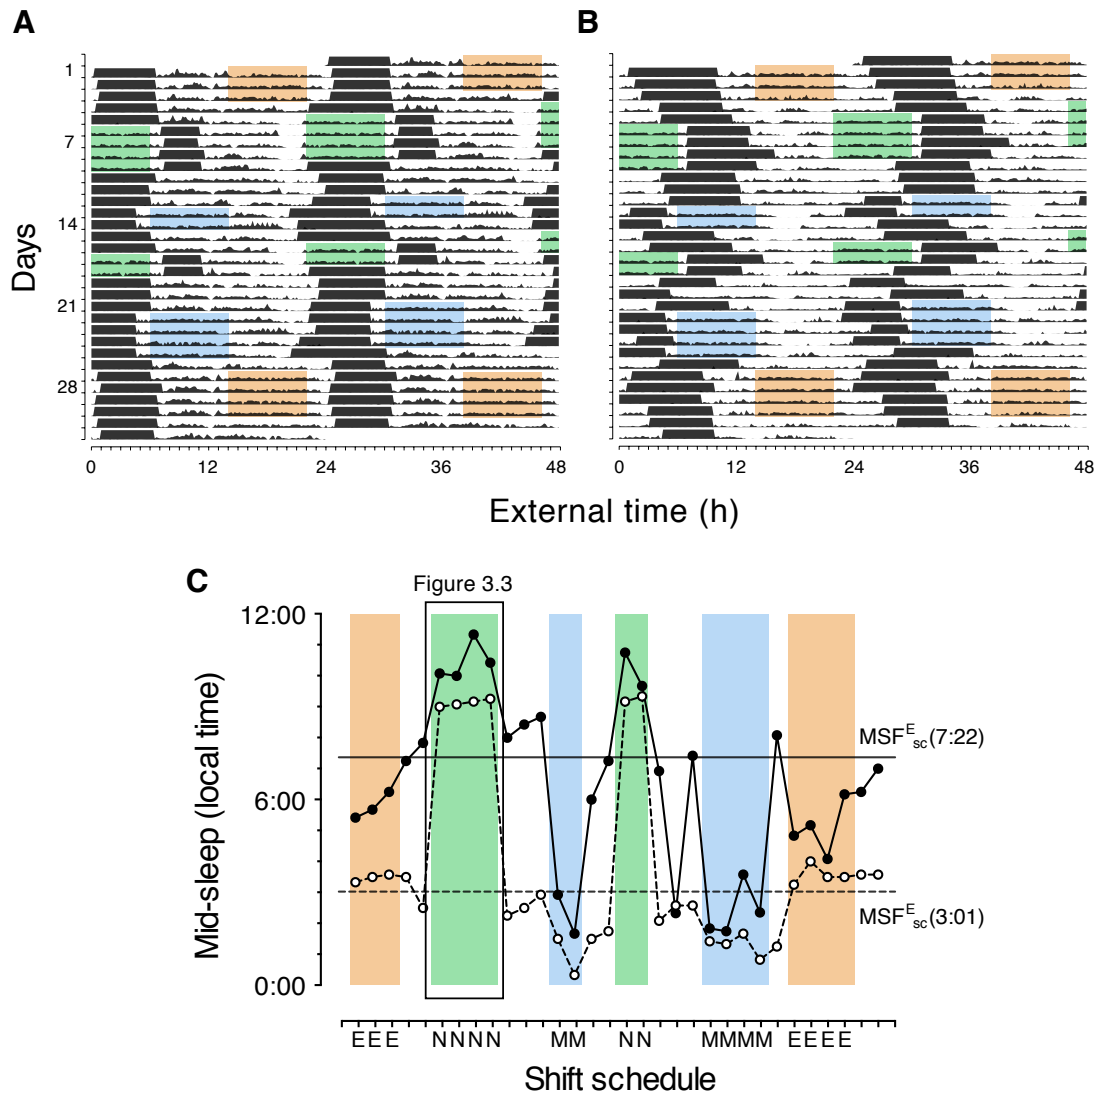 A
B
Days
1
7
14
21
28
0 12 24 36 48
0 12 24 36 48
External time (h)
C
Figure 3.3
12:00
6:00
0:00
Mid-sleep (local time)
MSF^E_sc(7:22)
MSF^E_sc(3:01)
EEE NNNN MM NN MMMM EEEE
Shift schedule